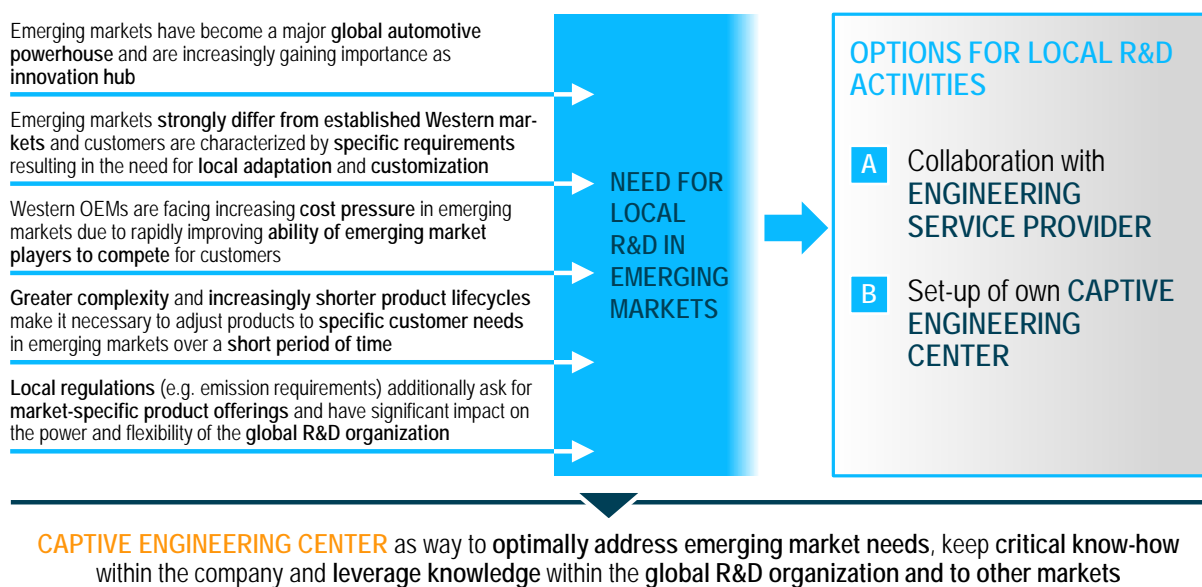 Emerging markets have become a major global automotive
powerhouse and are increasingly gaining importance as
innovation hub
Emerging markets strongly differ from established Western mar-
kets and customers are characterized by specific requirements
resulting in the need for local adaptation and customization
Western OEMs are facing increasing cost pressure in emerging
markets due to rapidly improving ability of emerging market
players to compete for customers
Greater complexity and increasingly shorter product lifecycles
make it necessary to adjust products to specific customer needs
in emerging markets over a short period of time
Local regulations (e.g. emission requirements) additionally ask for
market-specific product offerings and have significant impact on
the power and flexibility of the global R&D organization
NEED FOR
LOCAL
R&D IN
EMERGING
MARKETS
OPTIONS FOR LOCAL R&D
ACTIVITIES
A Collaboration with
ENGINEERING
SERVICE PROVIDER
B Set-up of own CAPTIVE
ENGINEERING
CENTER
CAPTIVE ENGINEERING CENTER as way to optimally address emerging market needs, keep critical know-how
within the company and leverage knowledge within the global R&D organization and to other markets